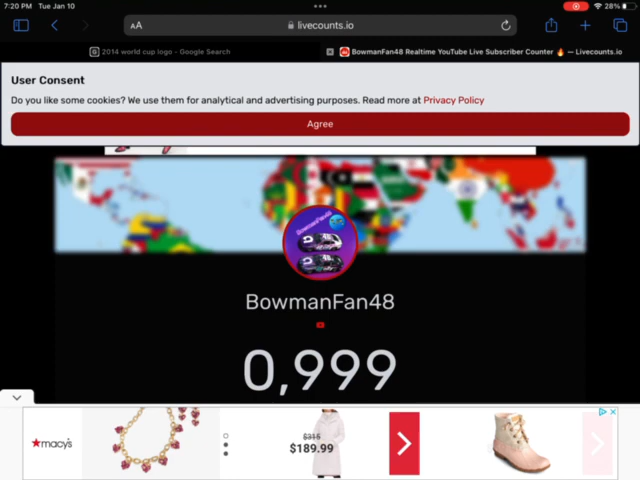 7:20 PM Tue Jan 10
28%
AA
livecounts.io
G 2014 world cup logo - Google Search
BowmanFan48 Realtime YouTube Live Subscriber Counter 🔥 — Livecounts.io
User Consent
Do you like some cookies? We use them for analytical and advertising purposes. Read more at Privacy Policy
Agree
BowmanFan48
BowmanFan48
0,999
★macy's
$315
$189.99